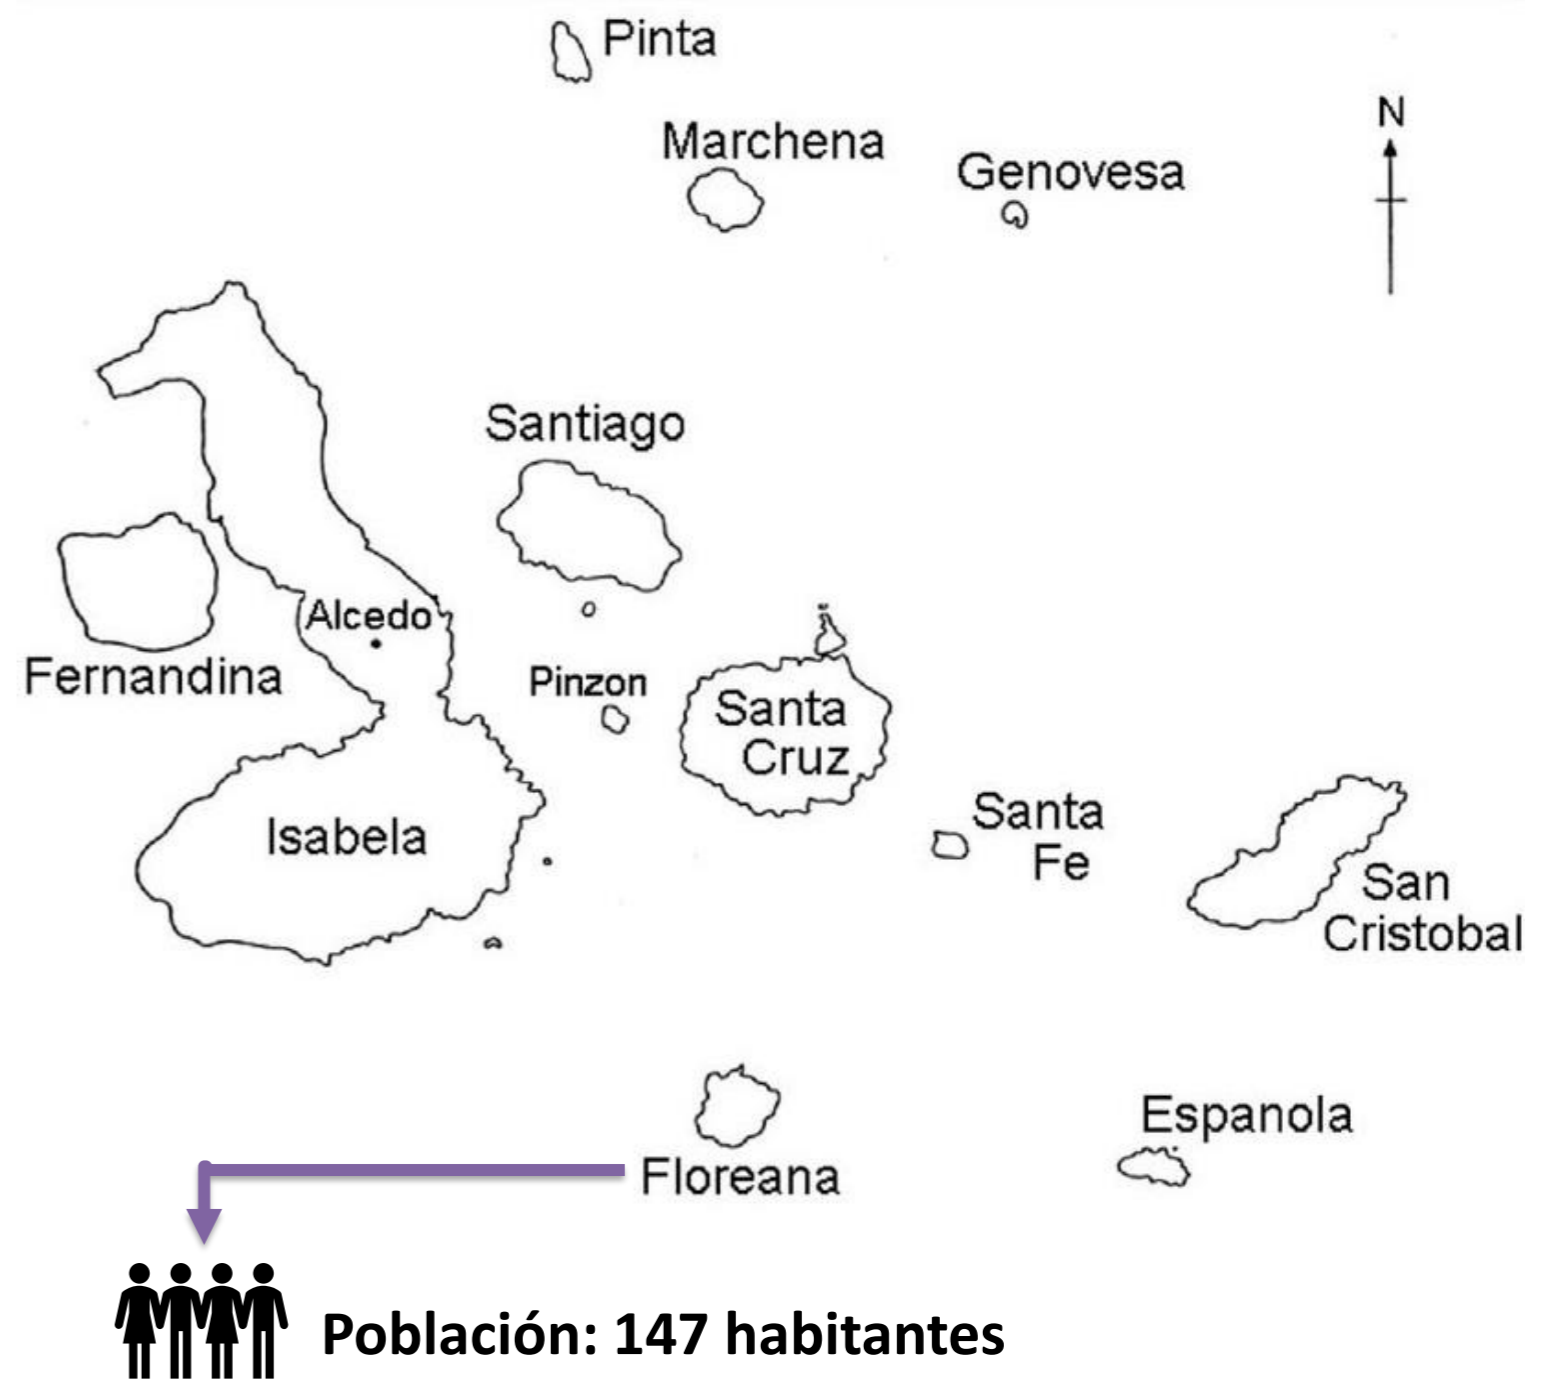 Pinta
Marchena
Genovesa
N
Santiago
Alcedo
Fernandina
Pinzon
Santa
Cruz
Isabela
Santa
Fe
San
Cristobal
Espanola
Floreana
Población: 147 habitantes